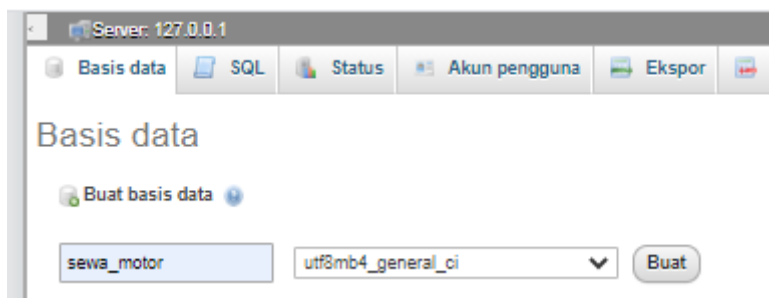 Server: 127.0.0.1
Basis data SQL Status Akun pengguna Ekspor
Basis data
Buat basis data
sewa_motor utf8mb4_general_ci Buat